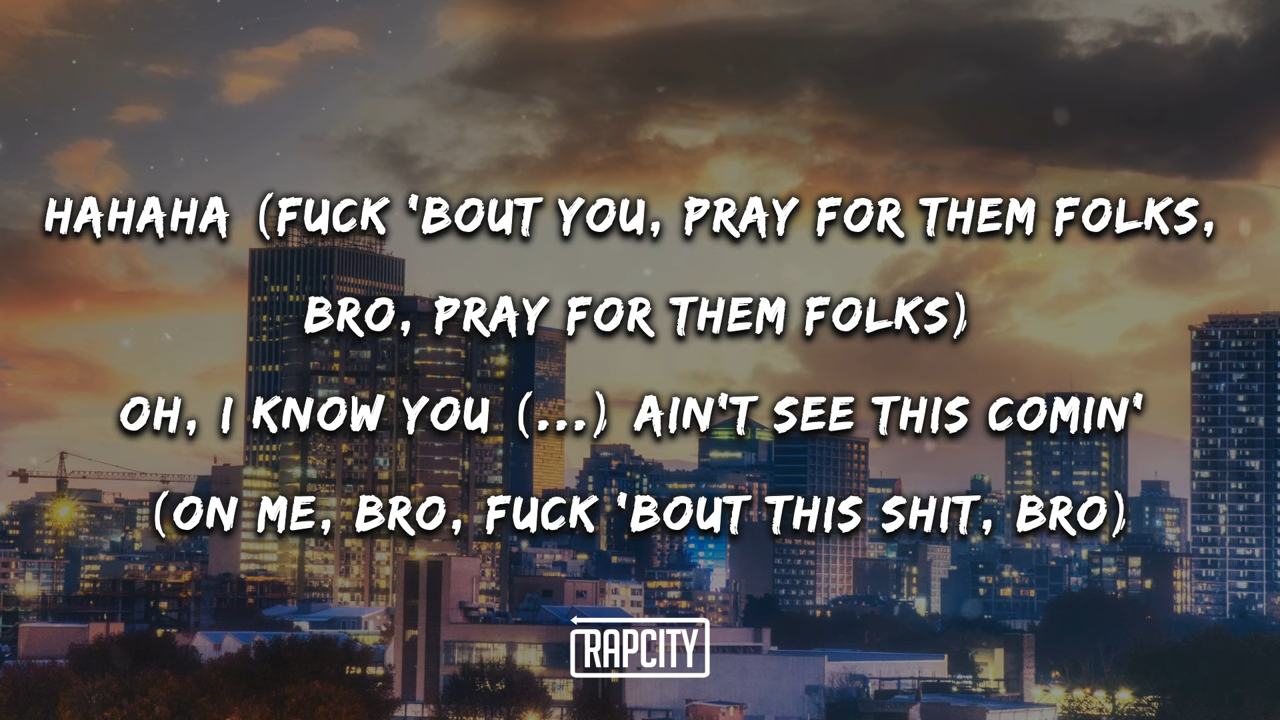 HAHAHA (FUCK 'BOUT YOU, PRAY FOR THEM FOLKS,
BRO, PRAY FOR THEM FOLKS)
OH, I KNOW YOU (...) AIN'T SEE THIS COMIN'
(ON ME, BRO, FUCK 'BOUT THIS SHIT, BRO)
RAPCITY